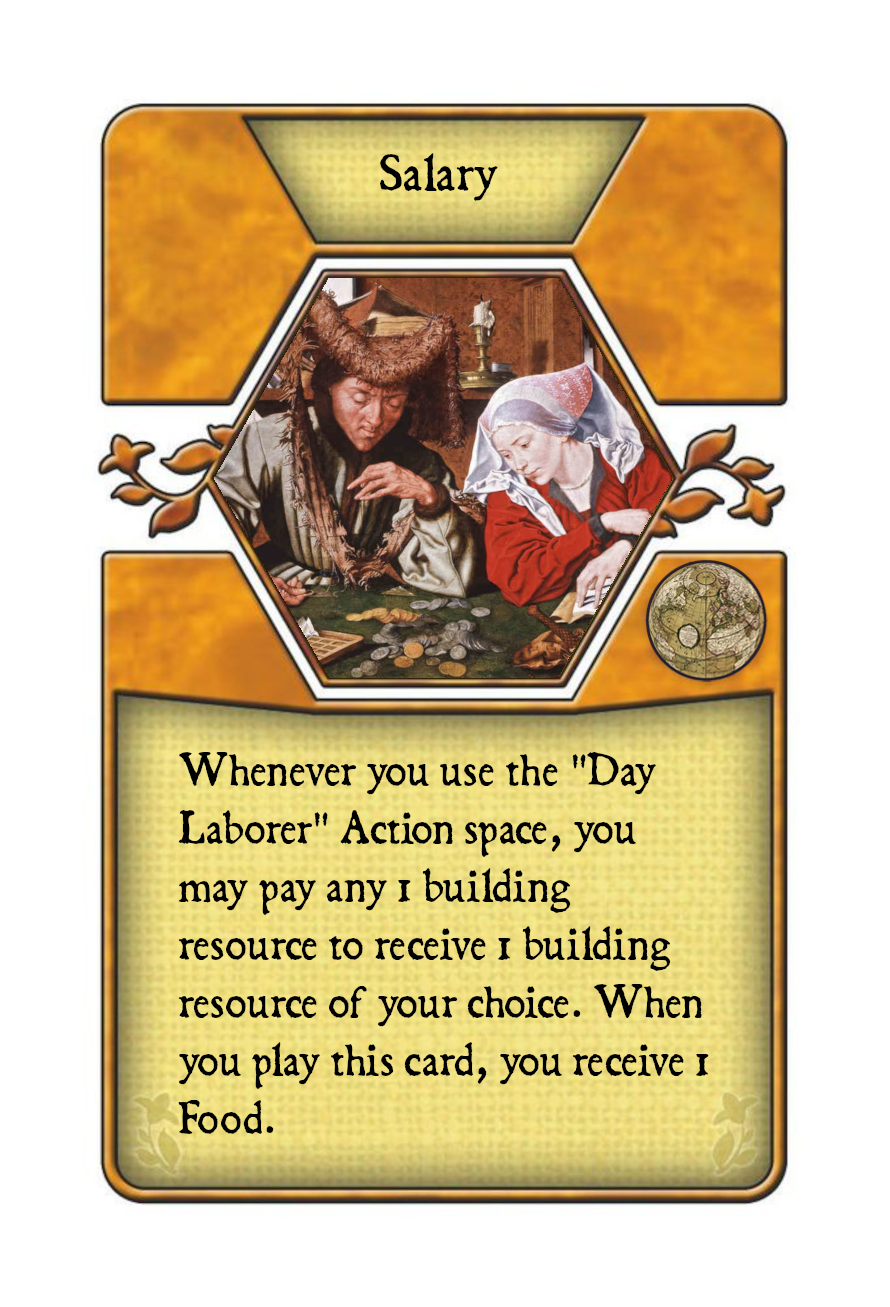 Salary
Whenever you use the "Day
Laborer" Action space, you
may pay any 1 building
resource to receive 1 building
resource of your choice. When
you play this card, you receive 1
Food.